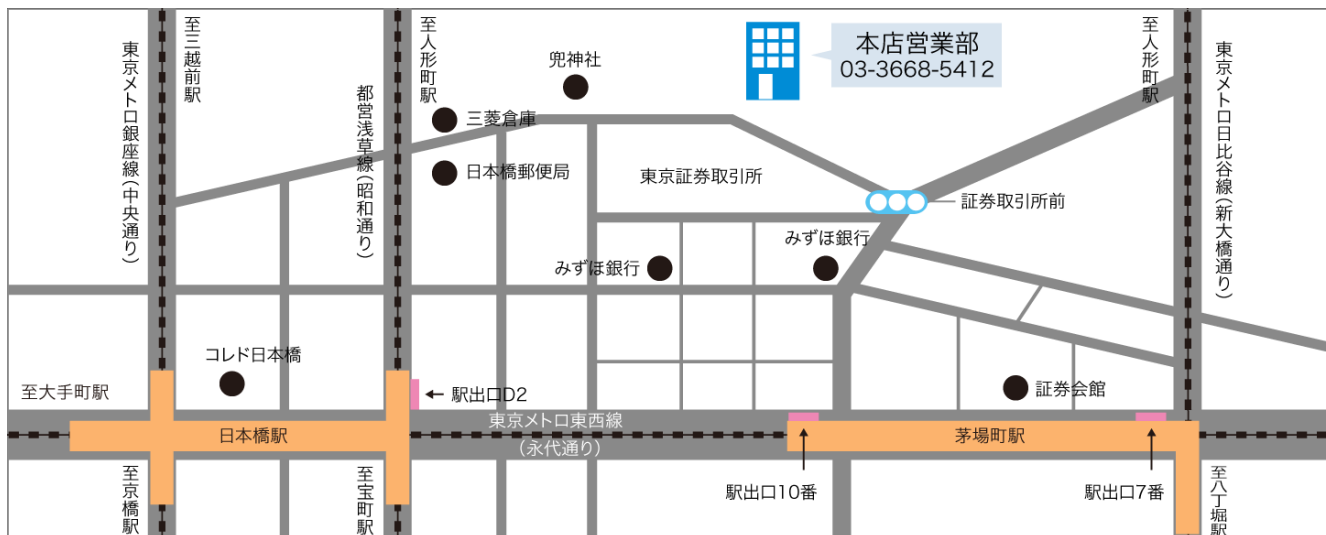 至三越前駅
東京メトロ銀座線(中央通り)
至人形町駅
都営浅草線(昭和通り)
兜神社
三菱倉庫
日本橋郵便局
本店営業部
03-3668-5412
至人形町駅
東京メトロ日比谷線(新大橋通り)
東京証券取引所
証券取引所前
みずほ銀行
みずほ銀行
コレド日本橋
至大手町駅
駅出口D2
証券会館
東京メトロ東西線
(永代通り)
日本橋駅
茅場町駅
至京橋駅
至宝町駅
駅出口10番
駅出口7番
至八丁堀駅